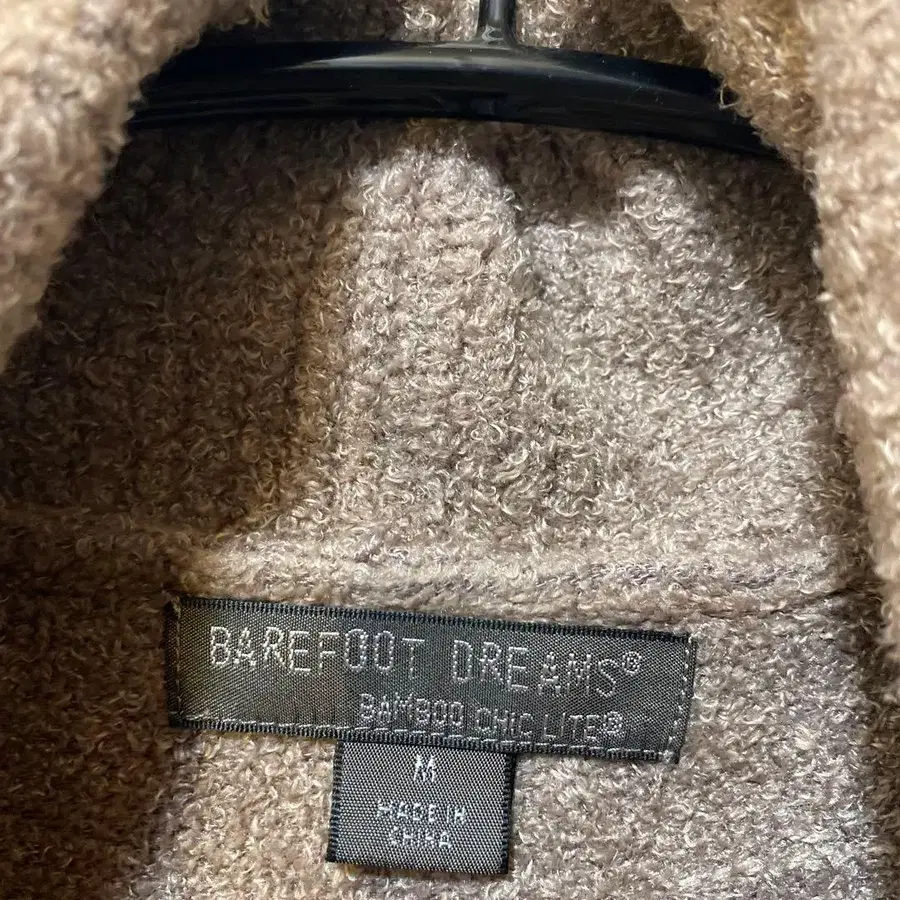 BAREFOOT DREAMS®
BAMBOO CHIC LITE®
M
MADE IN
CHINA